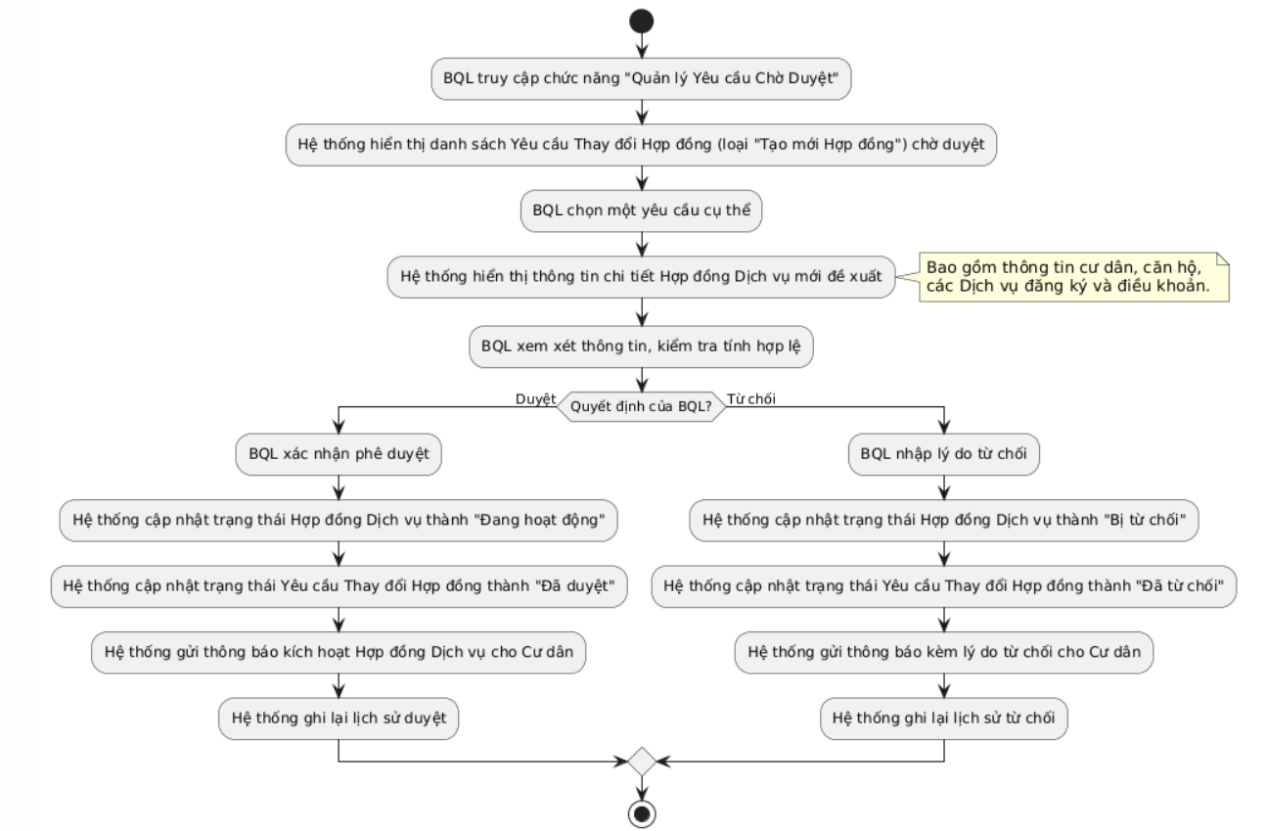 BQL truy cập chức năng "Quản lý Yêu cầu Chờ Duyệt"
Hệ thống hiển thị danh sách Yêu cầu Thay đổi Hợp đồng (loại "Tạo mới Hợp đồng") chờ duyệt
BQL chọn một yêu cầu cụ thể
Hệ thống hiển thị thông tin chi tiết Hợp đồng Dịch vụ mới đề xuất
Bao gồm thông tin cư dân, căn hộ,
các Dịch vụ đăng ký và điều khoản.
BQL xem xét thông tin, kiểm tra tính hợp lệ
Quyết định của BQL?
Duyệt
Từ chối
BQL xác nhận phê duyệt
Hệ thống cập nhật trạng thái Hợp đồng Dịch vụ thành "Đang hoạt động"
Hệ thống cập nhật trạng thái Yêu cầu Thay đổi Hợp đồng thành "Đã duyệt"
Hệ thống gửi thông báo kích hoạt Hợp đồng Dịch vụ cho Cư dân
Hệ thống ghi lại lịch sử duyệt
BQL nhập lý do từ chối
Hệ thống cập nhật trạng thái Hợp đồng Dịch vụ thành "Bị từ chối"
Hệ thống cập nhật trạng thái Yêu cầu Thay đổi Hợp đồng thành "Đã từ chối"
Hệ thống gửi thông báo kèm lý do từ chối cho Cư dân
Hệ thống ghi lại lịch sử từ chối